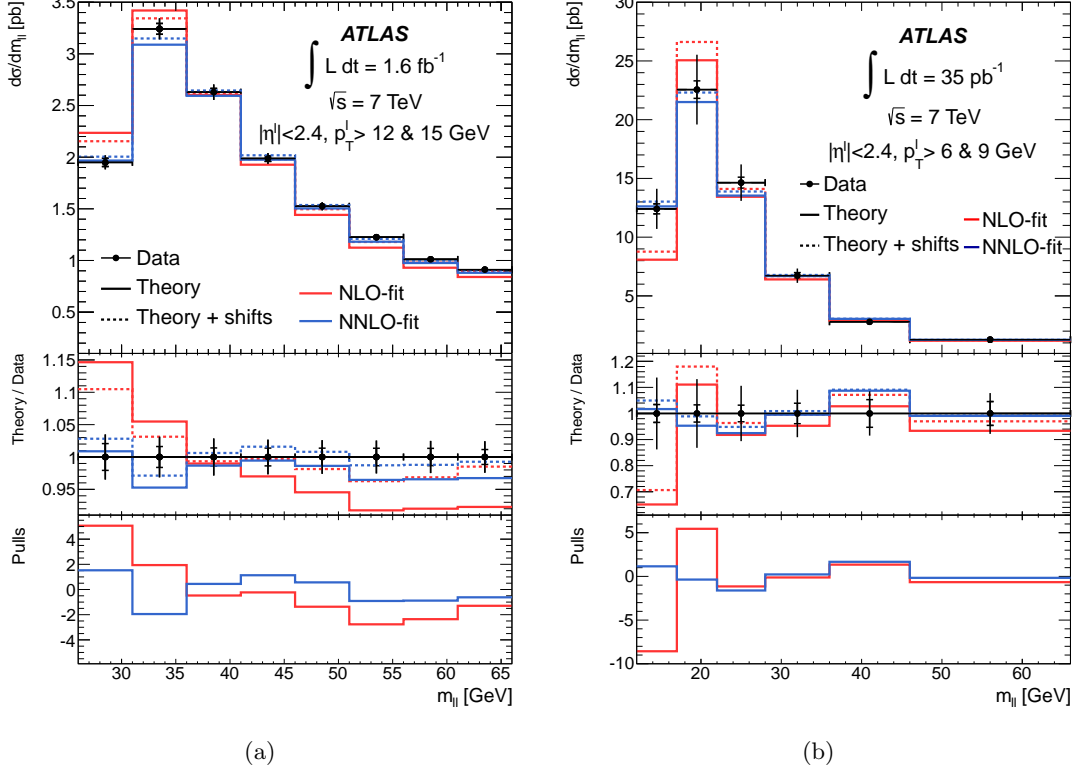 dσ/dm_ll [pb]
3.5
3
2.5
2
1.5
1
0.5
ATLAS
∫ L dt = 1.6 fb⁻¹
√s = 7 TeV
|η^l|<2.4, p_T^l > 12 & 15 GeV
Data
Theory
Theory + shifts
NLO-fit
NNLO-fit
Theory / Data
1.15
1.1
1.05
1
0.95
Pulls
4
2
0
-2
-4
30 35 40 45 50 55 60 65
m_ll [GeV]
(a)
dσ/dm_ll [pb]
30
25
20
15
10
5
ATLAS
∫ L dt = 35 pb⁻¹
√s = 7 TeV
|η^l|<2.4, p_T^l > 6 & 9 GeV
Data
Theory
Theory + shifts
NLO-fit
NNLO-fit
Theory / Data
1.2
1.1
1
0.9
0.8
0.7
Pulls
5
0
-5
-10
20 30 40 50 60
m_ll [GeV]
(b)